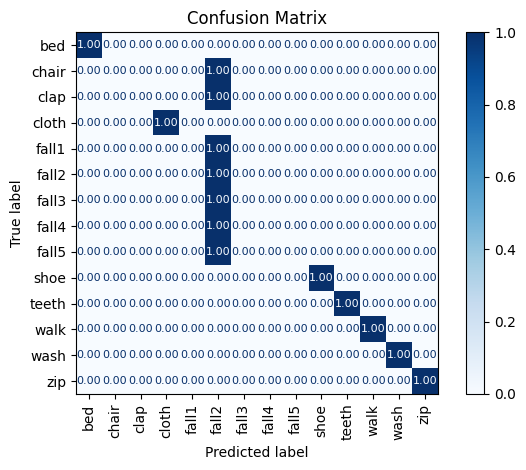 Confusion Matrix
bed 1.00 0.00 0.00 0.00 0.00 0.00 0.00 0.00 0.00 0.00 0.00 0.00 0.00 0.00
chair 0.00 0.00 0.00 0.00 0.00 1.00 0.00 0.00 0.00 0.00 0.00 0.00 0.00 0.00
clap 0.00 0.00 0.00 0.00 0.00 1.00 0.00 0.00 0.00 0.00 0.00 0.00 0.00 0.00
cloth 0.00 0.00 0.00 1.00 0.00 0.00 0.00 0.00 0.00 0.00 0.00 0.00 0.00 0.00
fall1 0.00 0.00 0.00 0.00 0.00 1.00 0.00 0.00 0.00 0.00 0.00 0.00 0.00 0.00
fall2 0.00 0.00 0.00 0.00 0.00 1.00 0.00 0.00 0.00 0.00 0.00 0.00 0.00 0.00
fall3 0.00 0.00 0.00 0.00 0.00 1.00 0.00 0.00 0.00 0.00 0.00 0.00 0.00 0.00
fall4 0.00 0.00 0.00 0.00 0.00 1.00 0.00 0.00 0.00 0.00 0.00 0.00 0.00 0.00
fall5 0.00 0.00 0.00 0.00 0.00 1.00 0.00 0.00 0.00 0.00 0.00 0.00 0.00 0.00
shoe 0.00 0.00 0.00 0.00 0.00 0.00 0.00 0.00 0.00 1.00 0.00 0.00 0.00 0.00
teeth 0.00 0.00 0.00 0.00 0.00 0.00 0.00 0.00 0.00 0.00 1.00 0.00 0.00 0.00
walk 0.00 0.00 0.00 0.00 0.00 0.00 0.00 0.00 0.00 0.00 0.00 1.00 0.00 0.00
wash 0.00 0.00 0.00 0.00 0.00 0.00 0.00 0.00 0.00 0.00 0.00 0.00 1.00 0.00
zip 0.00 0.00 0.00 0.00 0.00 0.00 0.00 0.00 0.00 0.00 0.00 0.00 0.00 1.00
True label
bed chair clap cloth fall1 fall2 fall3 fall4 fall5 shoe teeth walk wash zip
Predicted label
1.0
0.8
0.6
0.4
0.2
0.0